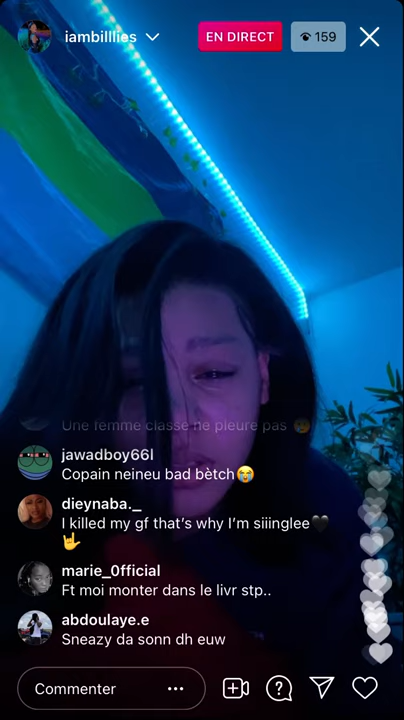 iambilllies
EN DIRECT
159
Une femme classe ne pleure pas
jawadboy66l
Copain neineu bad bètch😭
dieynaba._
I killed my gf that's why I'm siiinglee🖤
🤘
marie_0fficial
Ft moi monter dans le livr stp..
abdoulaye.e
Sneazy da sonn dh euw
Commenter